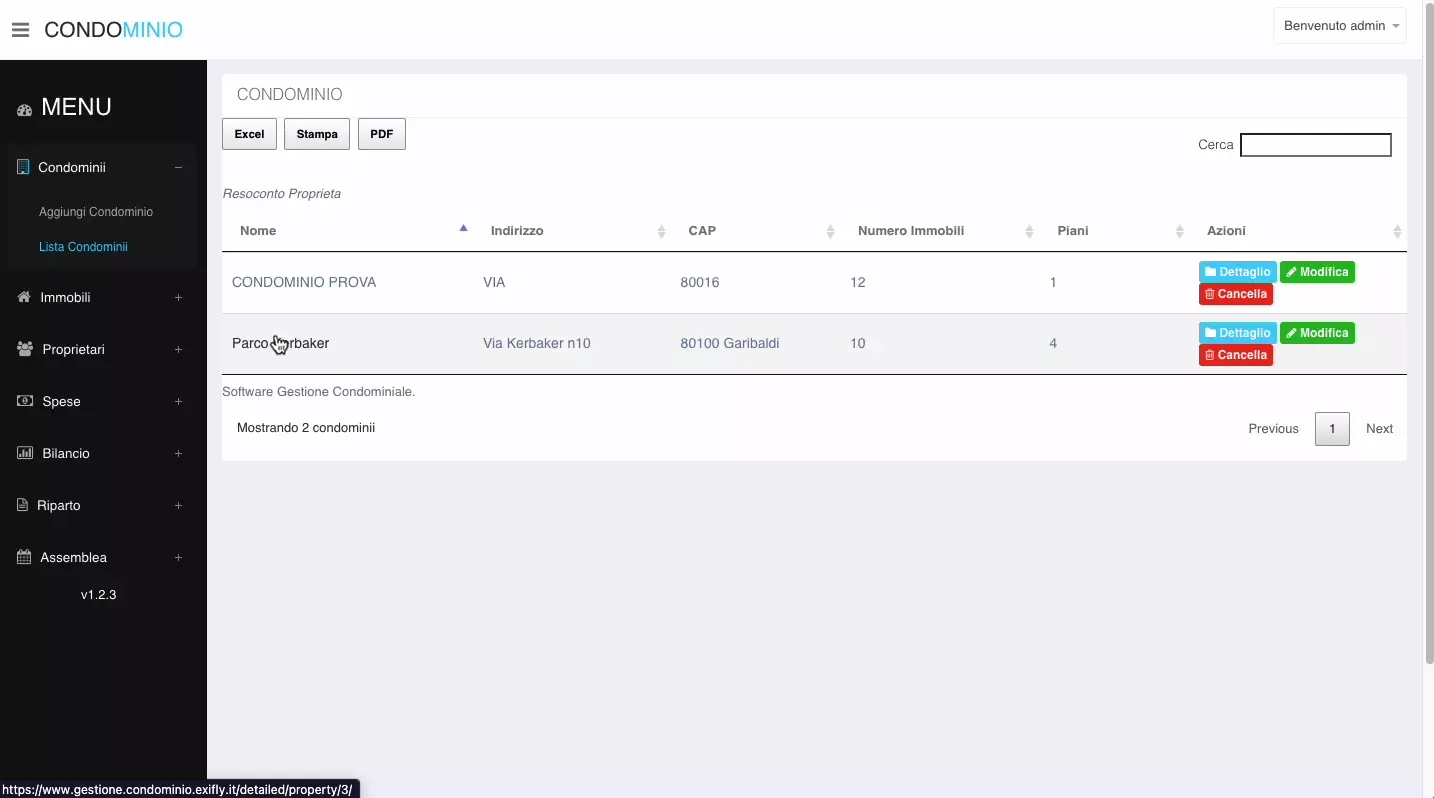 CONDOMINIO
Benvenuto admin
MENU
Condominii
Aggiungi Condominio
Lista Condominii
Immobili
Proprietari
Spese
Bilancio
Riparto
Assemblea
v1.2.3
CONDOMINIO
Excel Stampa PDF
Cerca
Resoconto Proprieta
Nome Indirizzo CAP Numero Immobili Piani Azioni
CONDOMINIO PROVA VIA 80016 12 1 Dettaglio Modifica
Cancella
Parco Kerbaker Via Kerbaker n10 80100 Garibaldi 10 4 Dettaglio Modifica
Cancella
Software Gestione Condominiale.
Mostrando 2 condominii
Previous 1 Next
https://www.gestione.condominio.exifly.it/detailed/property/3/